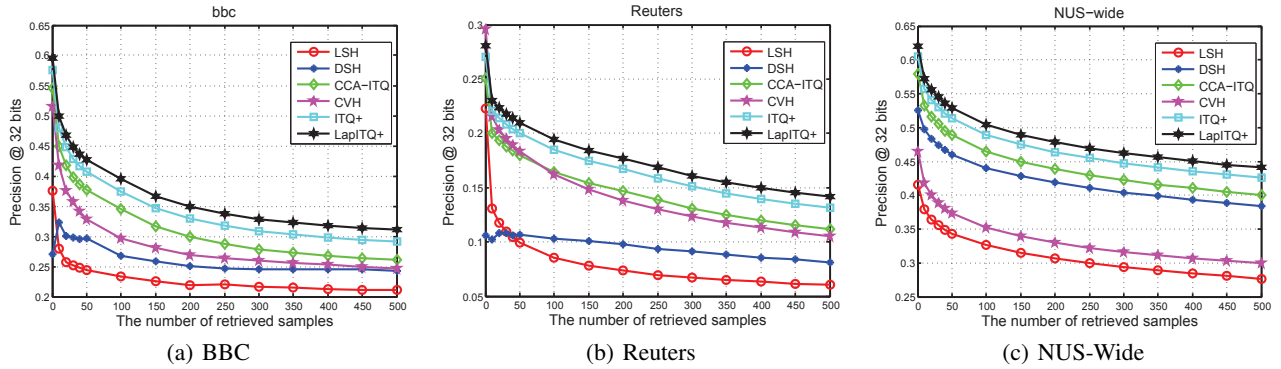 bbc
0.65
0.6
0.55
0.5
0.45
0.4
0.35
0.3
0.25
0.2
Precision @ 32 bits
LSH
DSH
CCA−ITQ
CVH
ITQ+
LapITQ+
0 50 100 150 200 250 300 350 400 450 500
The number of retrieved samples
(a) BBC
Reuters
0.3
0.25
0.2
0.15
0.1
0.05
Precision @ 32 bits
LSH
DSH
CCA−ITQ
CVH
ITQ+
LapITQ+
0 50 100 150 200 250 300 350 400 450 500
The number of retrieved samples
(b) Reuters
NUS−wide
0.65
0.6
0.55
0.5
0.45
0.4
0.35
0.3
0.25
Precision @ 32 bits
LSH
DSH
CCA−ITQ
CVH
ITQ+
LapITQ+
0 50 100 150 200 250 300 350 400 450 500
The number of retrieved samples
(c) NUS-Wide